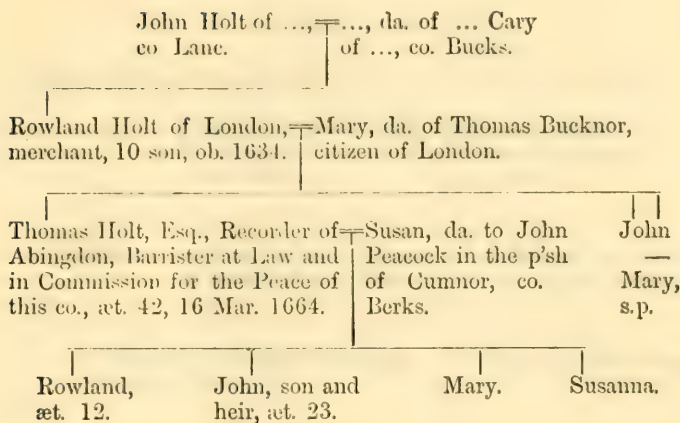 John Holt of ..., ..., da. of ... Cary
co Lanc. of ..., co. Bucks.
Rowland Holt of London, Mary, da. of Thomas Bucknor,
merchant, 10 son, ob. 1634. citizen of London.
Thomas Holt, Esq., Recorder of
Abingdon, Barrister at Law and
in Commission for the Peace of
this co., æt. 42, 16 Mar. 1664.
Susan, da. to John
Peacock in the p'sh
of Cumnor, co.
Berks.
John
—
Mary,
s.p.
Rowland,
æt. 12.
John, son and
heir, æt. 23.
Mary.
Susanna.